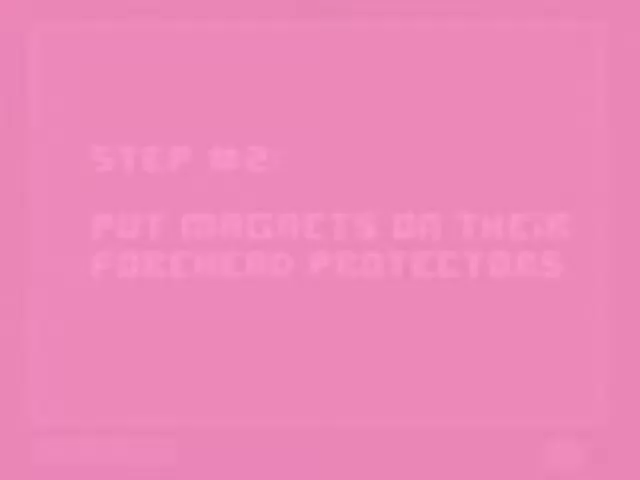 STEP #2:
PUT MAGNETS ON THEIR
FOREHEAD PROTECTORS